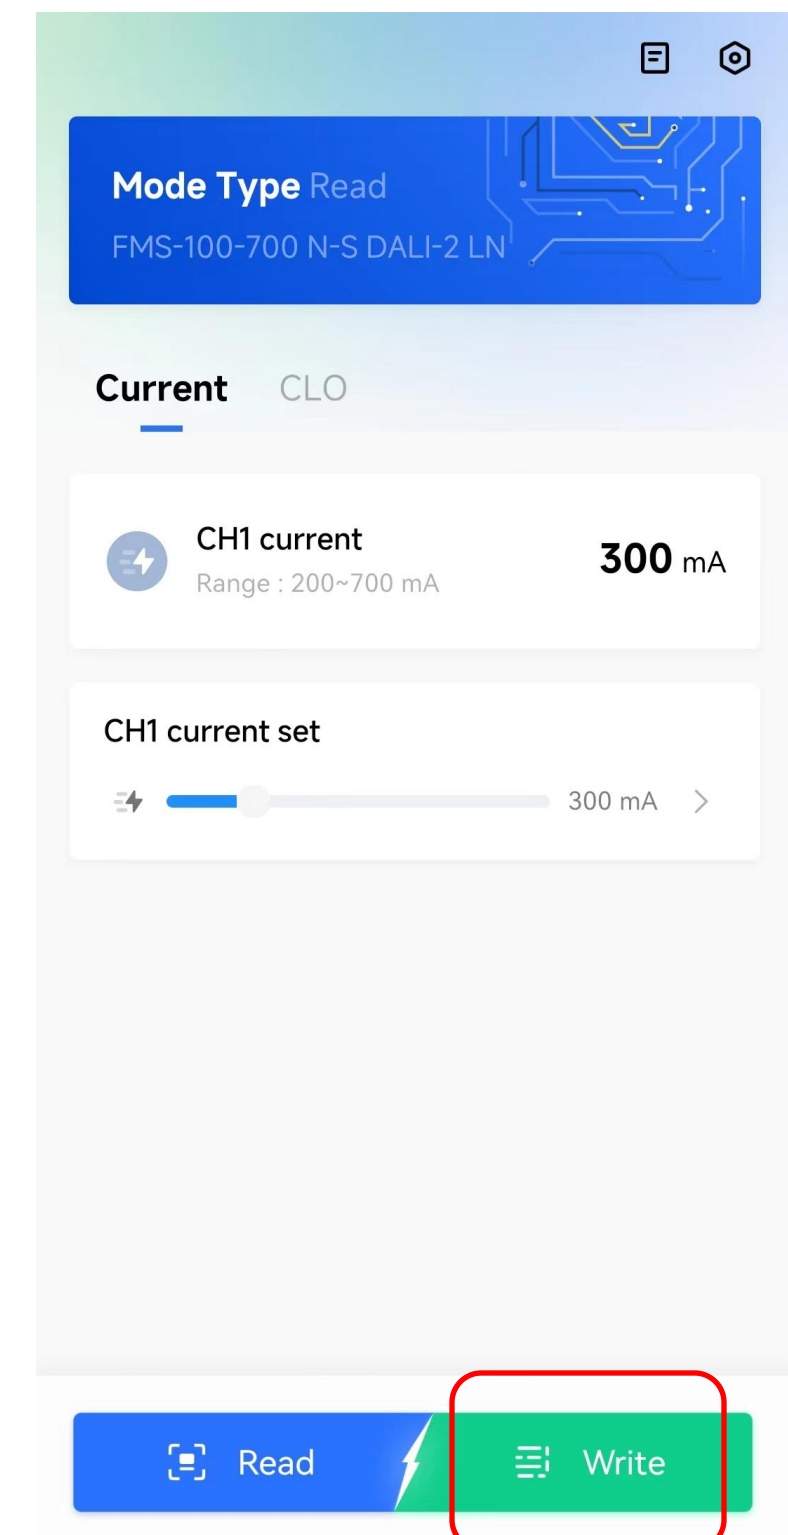 Mode Type Read
FMS-100-700 N-S DALI-2 LN
Current CLO
CH1 current
Range : 200~700 mA
300 mA
CH1 current set
300 mA
Read Write